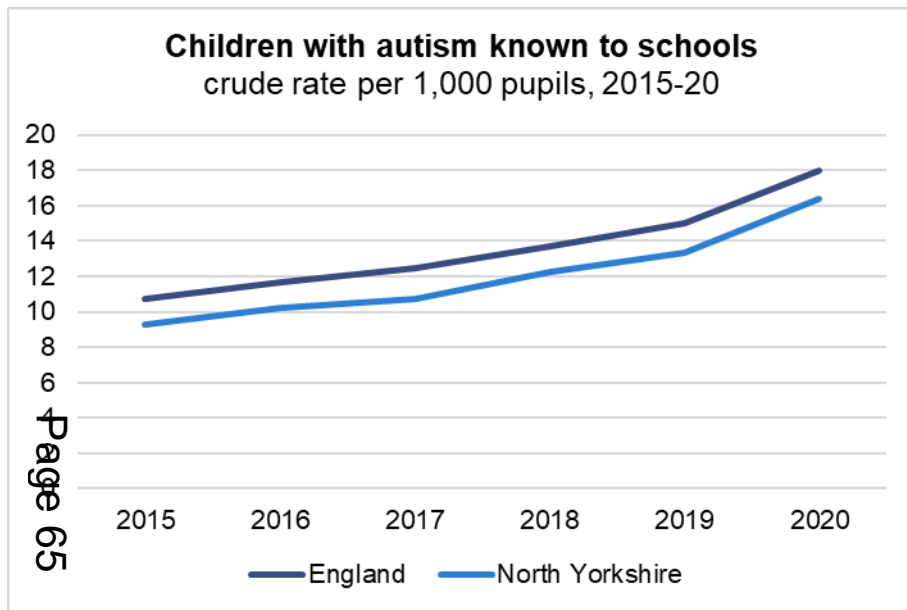 Children with autism known to schools
crude rate per 1,000 pupils, 2015-20
20
18
16
14
12
10
8
6
4
Page 65
2015 2016 2017 2018 2019 2020
England North Yorkshire